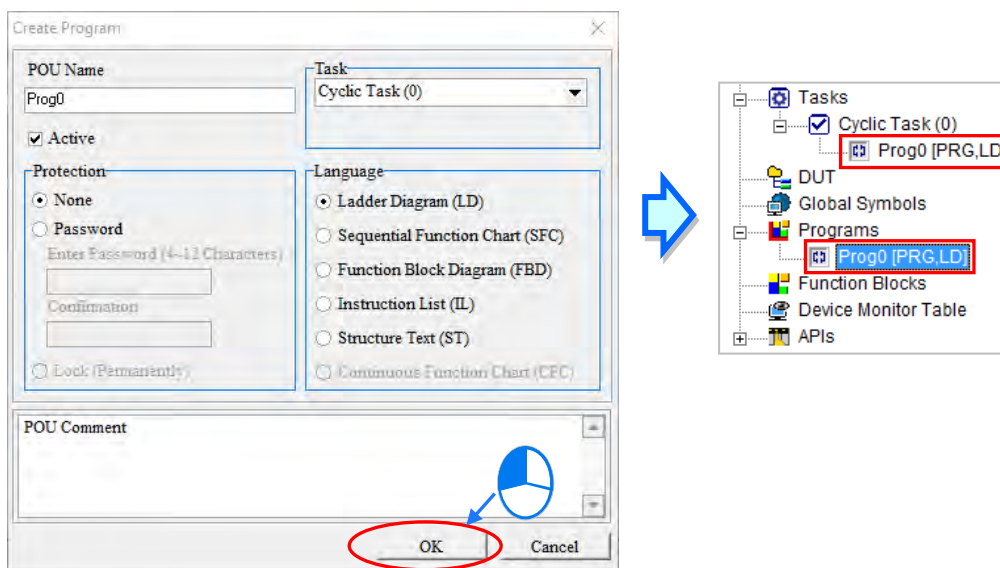 Create Program
POU Name
Prog0
Active
Task
Cyclic Task (0)
Protection
None
Password
Enter Password (4~12 Characters)
Confirmation
Lock (Permanently)
Language
Ladder Diagram (LD)
Sequential Function Chart (SFC)
Function Block Diagram (FBD)
Instruction List (IL)
Structure Text (ST)
Continuous Function Chart (CFC)
POU Comment
OK
Cancel
Tasks
Cyclic Task (0)
Prog0 [PRG,LD
DUT
Global Symbols
Programs
Prog0 [PRG,LD]
Function Blocks
Device Monitor Table
APIs